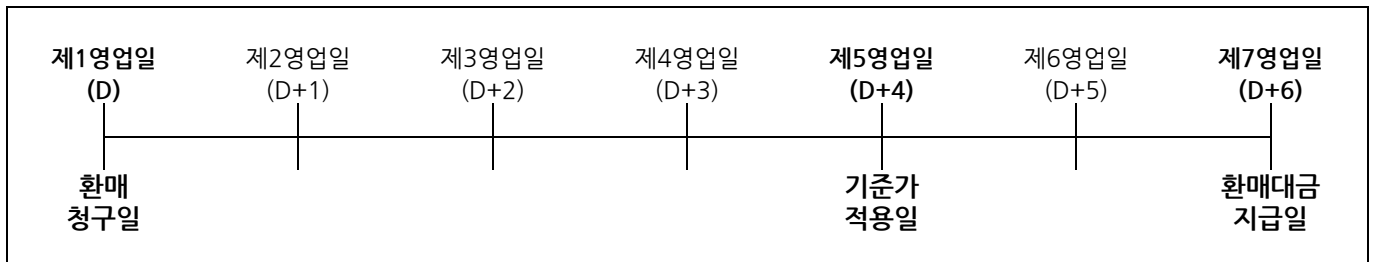 제1영업일 제2영업일 제3영업일 제4영업일 제5영업일 제6영업일 제7영업일
(D) (D+1) (D+2) (D+3) (D+4) (D+5) (D+6)
환매 기준가 환매대금
청구일 적용일 지급일